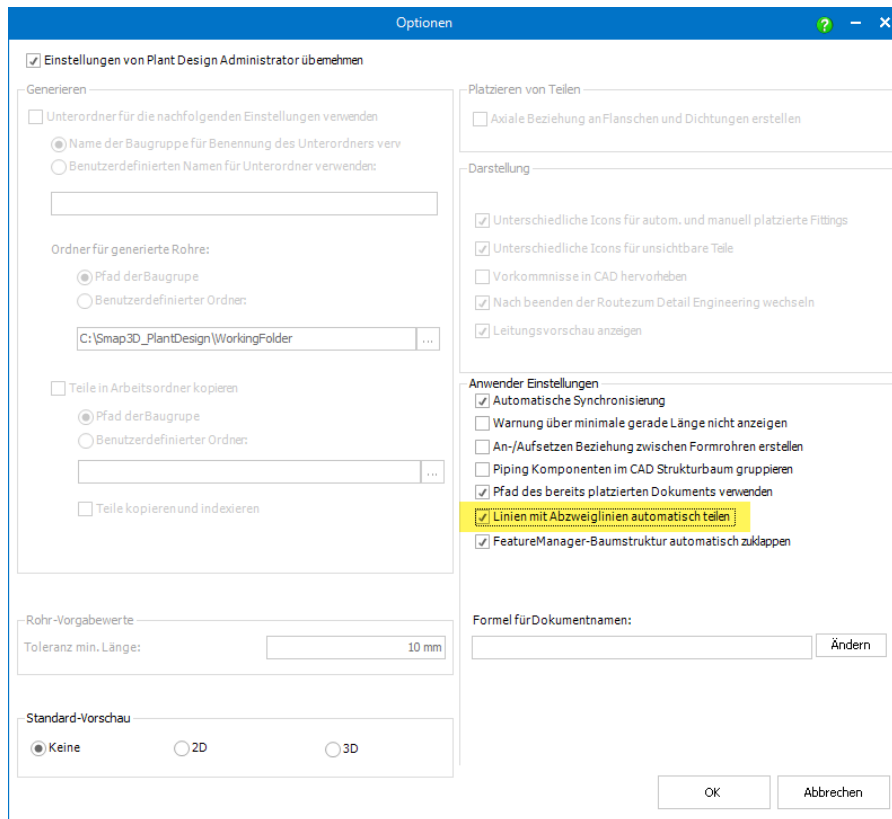 Optionen
Einstellungen von Plant Design Administrator übernehmen
Generieren
Unterordner für die nachfolgenden Einstellungen verwenden
Name der Baugruppe für Benennung des Unterordners verv
Benutzerdefinierten Namen für Unterordner verwenden:
Ordner für generierte Rohre:
Pfad der Baugrupe
Benutzerdefinierter Ordner:
C:\Smap3D_PlantDesign\WorkingFolder
...
Teile in Arbeitsordner kopieren
Pfad der Baugrupe
Benutzerdefinierter Ordner:
...
Teile kopieren und indexieren
Rohr-Vorgabewerte
Toleranz min. Länge:
10 mm
Standard-Vorschau
Keine
2D
3D
Platzieren von Teilen
Axiale Beziehung an Flanschen und Dichtungen erstellen
Darstellung
Unterschiedliche Icons für autom. und manuell platzierte Fittings
Unterschiedliche Icons für unsichtbare Teile
Vorkommnisse in CAD hervorheben
Nach beenden der Route zum Detail Engineering wechseln
Leitungsvorschau anzeigen
Anwender Einstellungen
Automatische Synchronisierung
Warnung über minimale gerade Länge nicht anzeigen
An-/Aufsetzen Beziehung zwischen Formrohren erstellen
Piping Komponenten im CAD Strukturbaum gruppieren
Pfad des bereits platzierten Dokuments verwenden
Linien mit Abzweiglinien automatisch teilen
FeatureManager-Baumstruktur automatisch zuklappen
Formel für Dokumentnamen:
Ändern
OK
Abbrechen